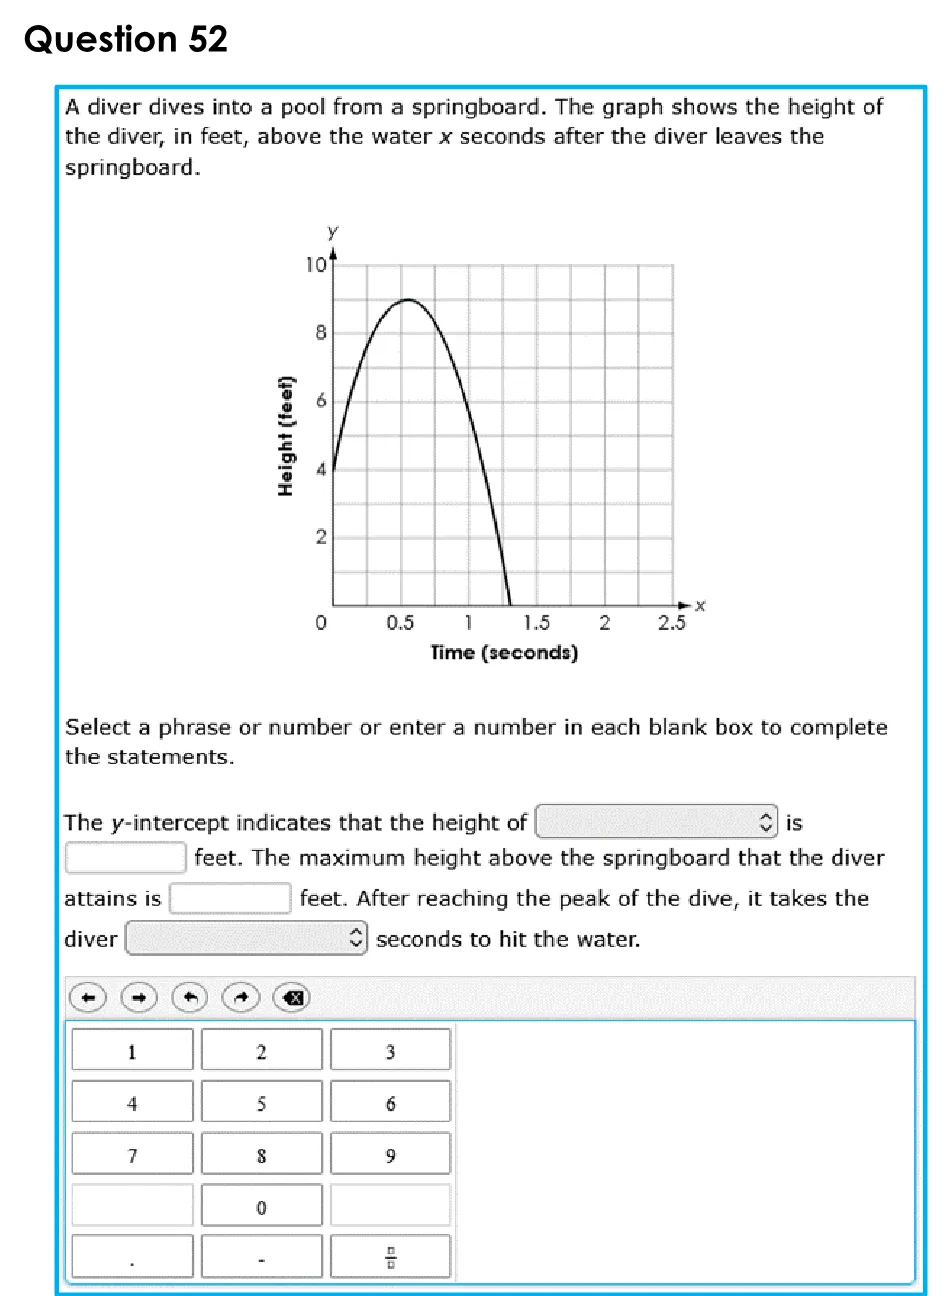 Question 52
A diver dives into a pool from a springboard. The graph shows the height of
the diver, in feet, above the water x seconds after the diver leaves the
springboard.
y
10
8
6
4
2
Height (feet)
x
0 0.5 1 1.5 2 2.5
Time (seconds)
Select a phrase or number or enter a number in each blank box to complete
the statements.
The y-intercept indicates that the height of is
feet. The maximum height above the springboard that the diver
attains is feet. After reaching the peak of the dive, it takes the
diver seconds to hit the water.
1 2 3
4 5 6
7 8 9
0
. -